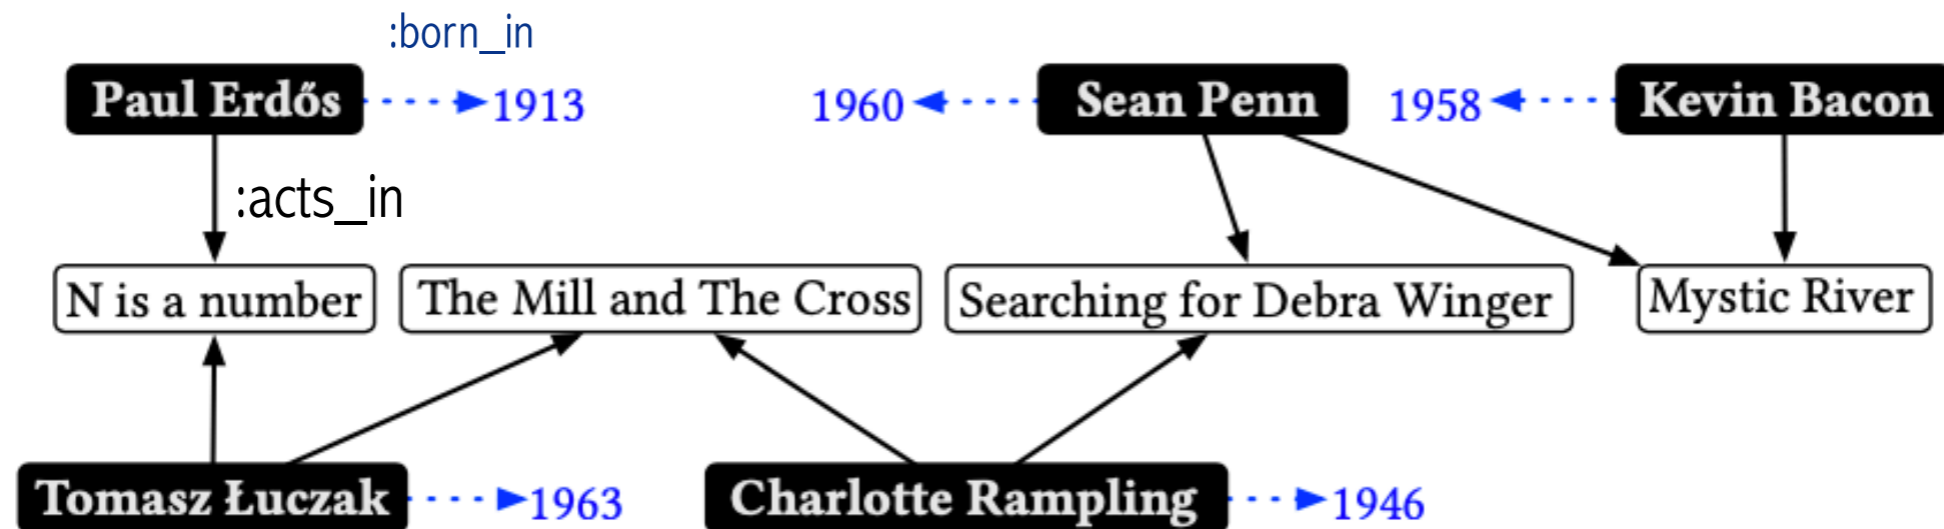 :born_in
Paul Erdős 1913 1960 Sean Penn 1958 Kevin Bacon
:acts_in
N is a number The Mill and The Cross Searching for Debra Winger Mystic River
Tomasz Łuczak 1963 Charlotte Rampling 1946